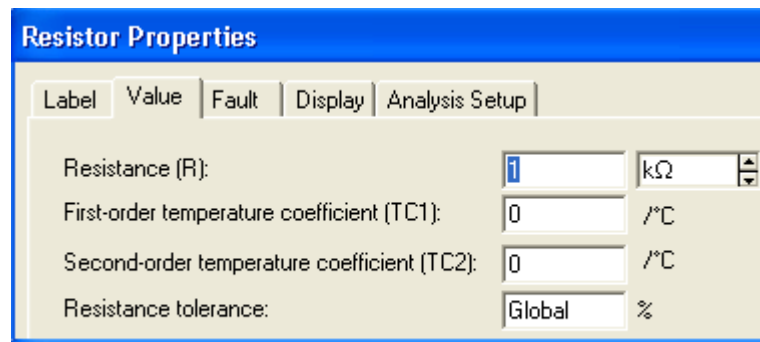 Resistor Properties
Label Value Fault Display Analysis Setup
Resistance (R): 1 kΩ
First-order temperature coefficient (TC1): 0 /°C
Second-order temperature coefficient (TC2): 0 /°C
Resistance tolerance: Global %